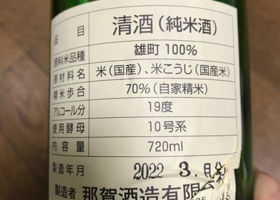 品目 清酒（純米酒）
原料米品種 雄町 100%
原材料名 米（国産）、米こうじ（国産米）
精米歩合 70%（自家精米）
アルコール分 19度
使用酵母 10号系
内容量 720ml
製造年月 2022 3.
製造者 那賀酒造有限